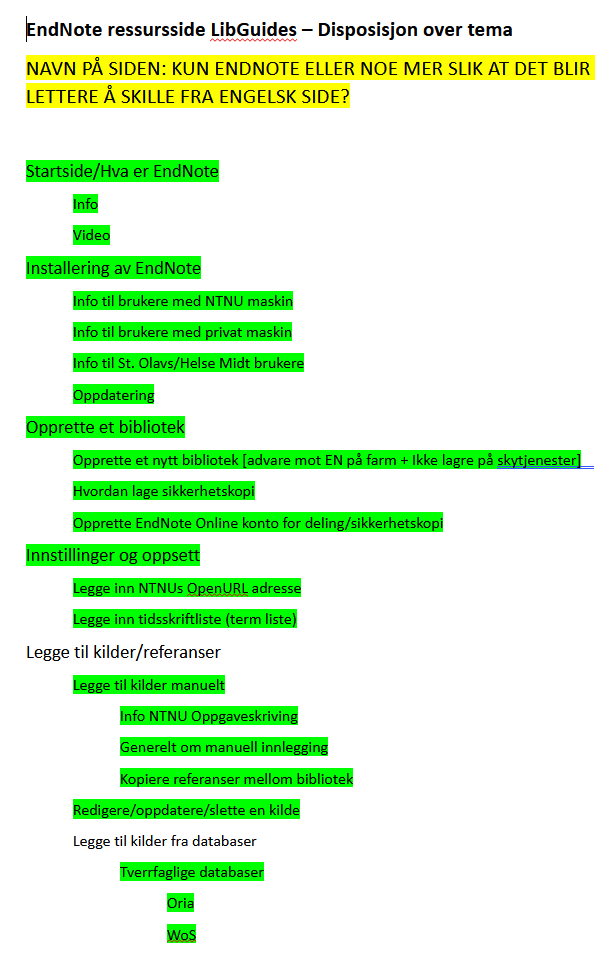 EndNote ressursside LibGuides – Disposisjon over tema
NAVN PÅ SIDEN: KUN ENDNOTE ELLER NOE MER SLIK AT DET BLIR
LETTERE Å SKILLE FRA ENGELSK SIDE?
Startside/Hva er EndNote
Info
Video
Installering av EndNote
Info til brukere med NTNU maskin
Info til brukere med privat maskin
Info til St. Olavs/Helse Midt brukere
Oppdatering
Opprette et bibliotek
Opprette et nytt bibliotek [advare mot EN på farm + Ikke lagre på skytjenester]
Hvordan lage sikkerhetskopi
Opprette EndNote Online konto for deling/sikkerhetskopi
Innstillinger og oppsett
Legge inn NTNUs OpenURL adresse
Legge inn tidsskriftliste (term liste)
Legge til kilder/referanser
Legge til kilder manuelt
Info NTNU Oppgaveskriving
Generelt om manuell innlegging
Kopiere referanser mellom bibliotek
Redigere/oppdatere/slette en kilde
Legge til kilder fra databaser
Tverrfaglige databaser
Oria
WoS